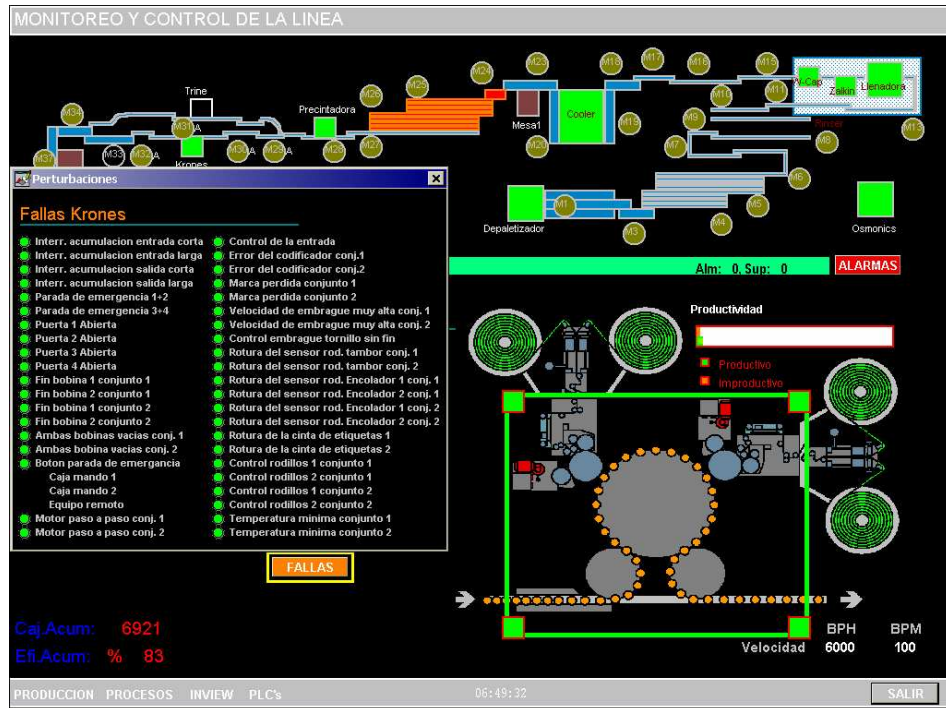 MONITOREO Y CONTROL DE LA LINEA
M23
M18
M17
M16
M15
M24
M25
M26
M10
M11
N-Cap
Zalkin
Llenadora
Trine
Precintadora
Mesa1
Cooler
M34
M31
A
M19
M9
M13
M37
M33
M32
A
Krones
M30
A
M29
A
M28
M27
M20
M7
M8
M6
M1
M5
M4
M3
Depaletizador
Osmonics
Perturbaciones
Fallas Krones
Interr. acumulacion entrada corta
Interr. acumulacion entrada larga
Interr. acumulacion salida corta
Interr. acumulacion salida larga
Parada de emergencia 1+2
Parada de emergencia 3+4
Puerta 1 Abierta
Puerta 2 Abierta
Puerta 3 Abierta
Puerta 4 Abierta
Fin bobina 1 conjunto 1
Fin bobina 2 conjunto 1
Fin bobina 1 conjunto 2
Fin bobina 2 conjunto 2
Ambas bobinas vacias conj. 1
Ambas bobinas vacias conj. 2
Boton parada de emergancia
Caja mando 1
Caja mando 2
Equipo remoto
Motor paso a paso conj. 1
Motor paso a paso conj. 2
Control de la entrada
Error del codificador conj.1
Error del codificador conj.2
Marca perdida conjunto 1
Marca perdida conjunto 2
Velocidad de embrague muy alta conj. 1
Velocidad de embrague muy alta conj. 2
Control embrague tornillo sin fin
Rotura del sensor rod. tambor conj. 1
Rotura del sensor rod. tambor conj. 2
Rotura del sensor rod. Encolador 1 conj. 1
Rotura del sensor rod. Encolador 2 conj. 1
Rotura del sensor rod. Encolador 1 conj. 2
Rotura del sensor rod. Encolador 2 conj. 2
Rotura de la cinta de etiquetas 1
Rotura de la cinta de etiquetas 2
Control rodillos 1 conjunto 1
Control rodillos 2 conjunto 1
Control rodillos 1 conjunto 2
Control rodillos 2 conjunto 2
Temperatura minima conjunto 1
Temperatura minima conjunto 2
Alm: 0, Sup: 0
ALARMAS
Productividad
Productivo
Improductivo
FALLAS
Caj.Acum: 6921
Efi.Acum: % 83
BPH BPM
Velocidad 6000 100
PRODUCCION PROCESOS INVIEW PLC's
06:49:32
SALIR